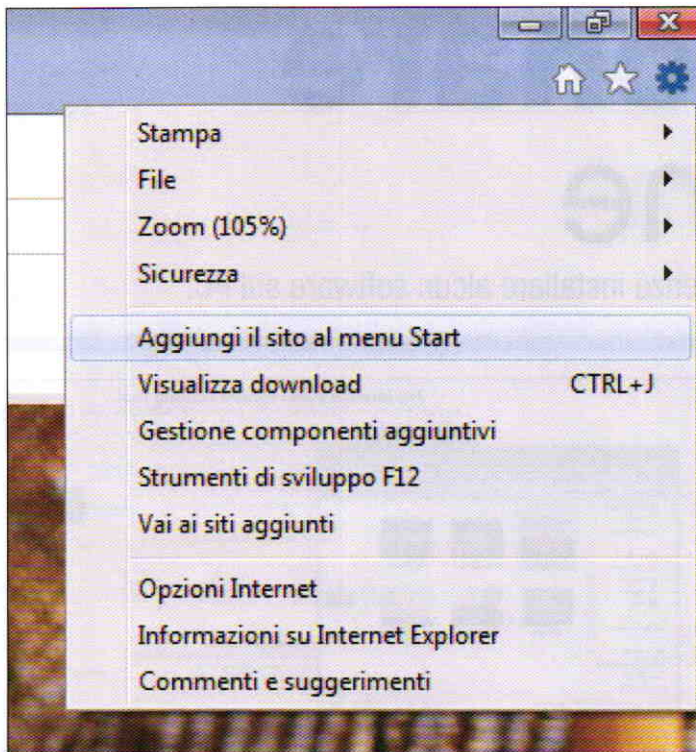 Stampa
File
Zoom (105%)
Sicurezza
Aggiungi il sito al menu Start
Visualizza download CTRL+J
Gestione componenti aggiuntivi
Strumenti di sviluppo F12
Vai ai siti aggiunti
Opzioni Internet
Informazioni su Internet Explorer
Commenti e suggerimenti